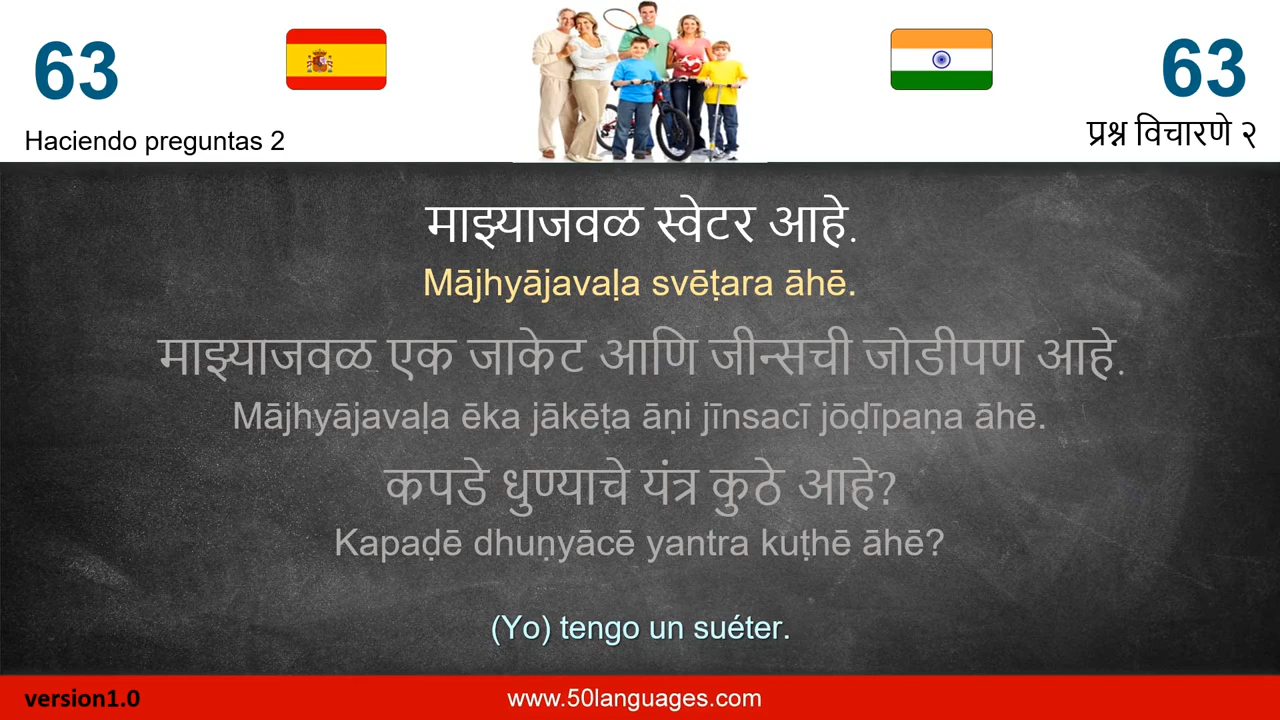 63
63
Haciendo preguntas 2
प्रश्न विचारणे २
माझ्याजवळ स्वेटर आहे.
Mājhyājavaḷa svēṭara āhē.
माझ्याजवळ एक जाकेट आणि जीन्सची जोडीपण आहे.
Mājhyājavaḷa ēka jākēṭa āṇi jīnsacī jōḍīpaṇa āhē.
कपडे धुण्याचे यंत्र कुठे आहे?
Kapaḍē dhuṇyācē yantra kuṭhē āhē?
(Yo) tengo un suéter.
version1.0
www.50languages.com